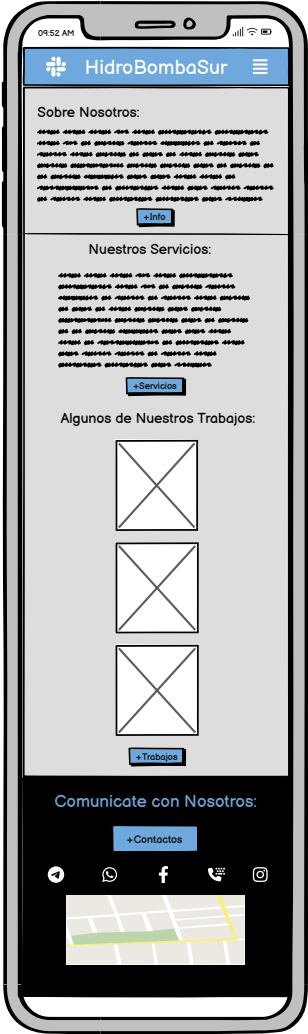 09:52 AM
HidroBombaSur
Sobre Nosotros:
+Info
Nuestros Servicios:
+Servicios
Algunos de Nuestros Trabajos:
+Trabajos
Comunicate con Nosotros:
+Contactos